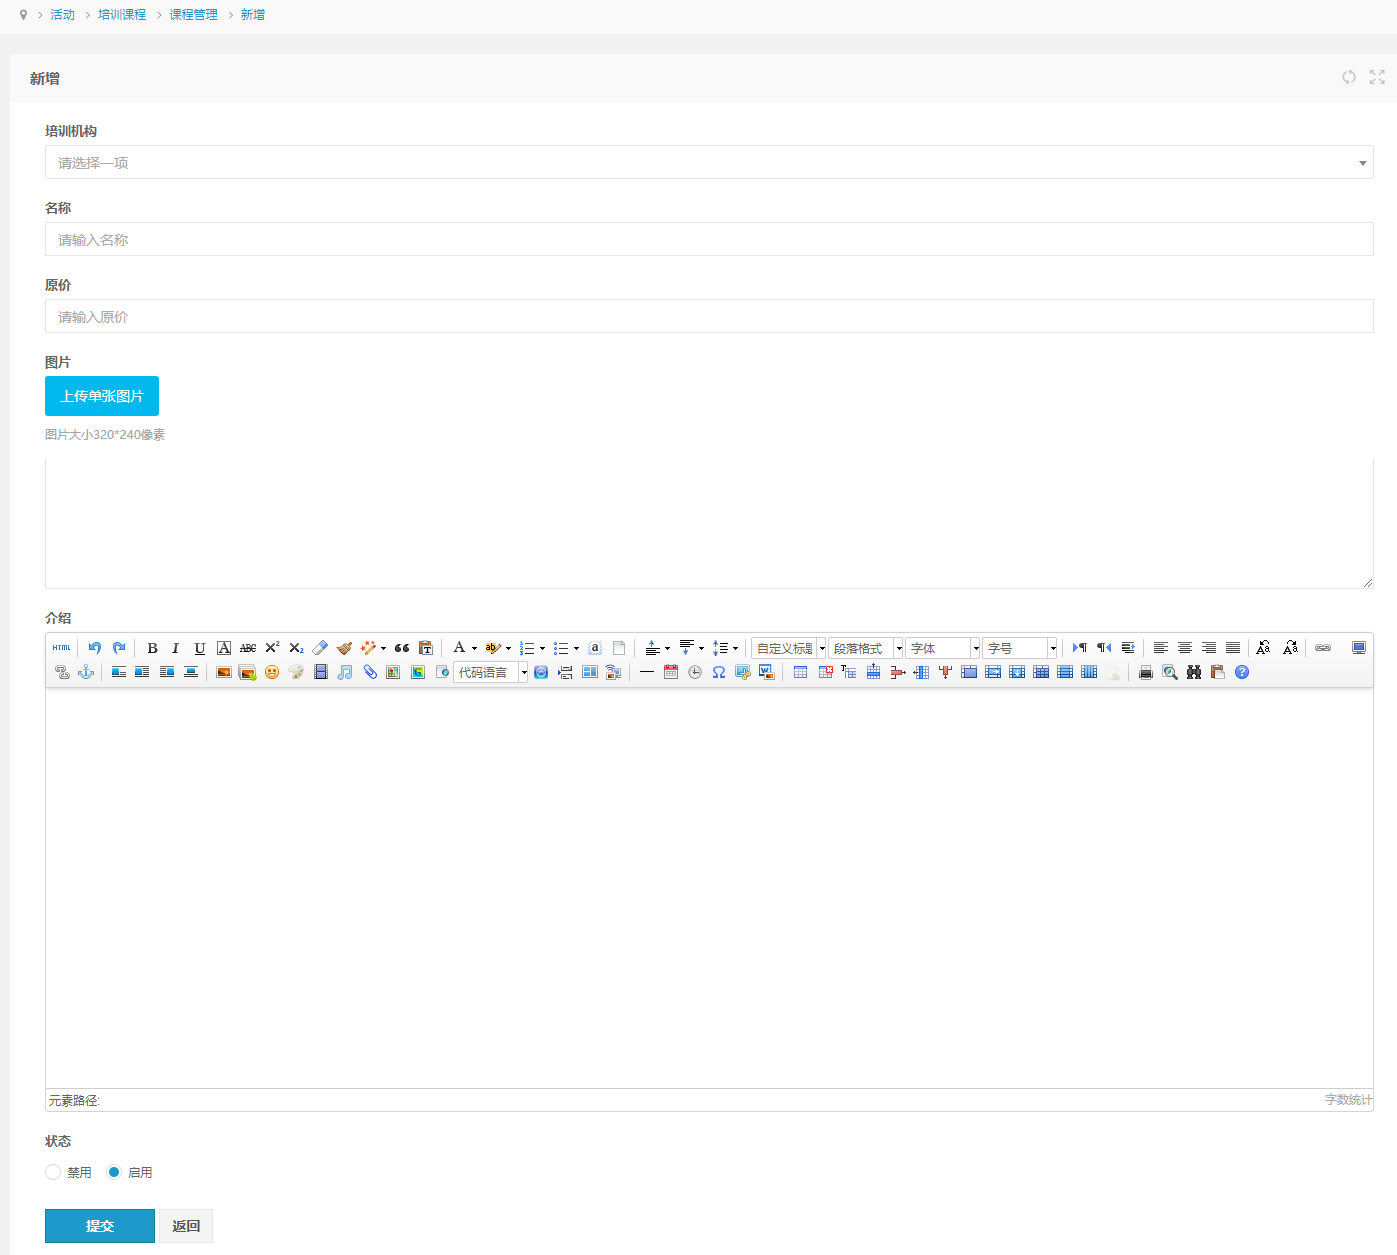 活动 > 培训课程 > 课程管理 > 新增
新增
培训机构
请选择一项
名称
请输入名称
原价
请输入原价
图片
上传单张图片
图片大小320*240像素
介绍
HTML B I U A ABC X² X₂ A ab 自定义标题 段落格式 字体 字号
代码语言
元素路径:
字数统计
状态
禁用 启用
提交 返回